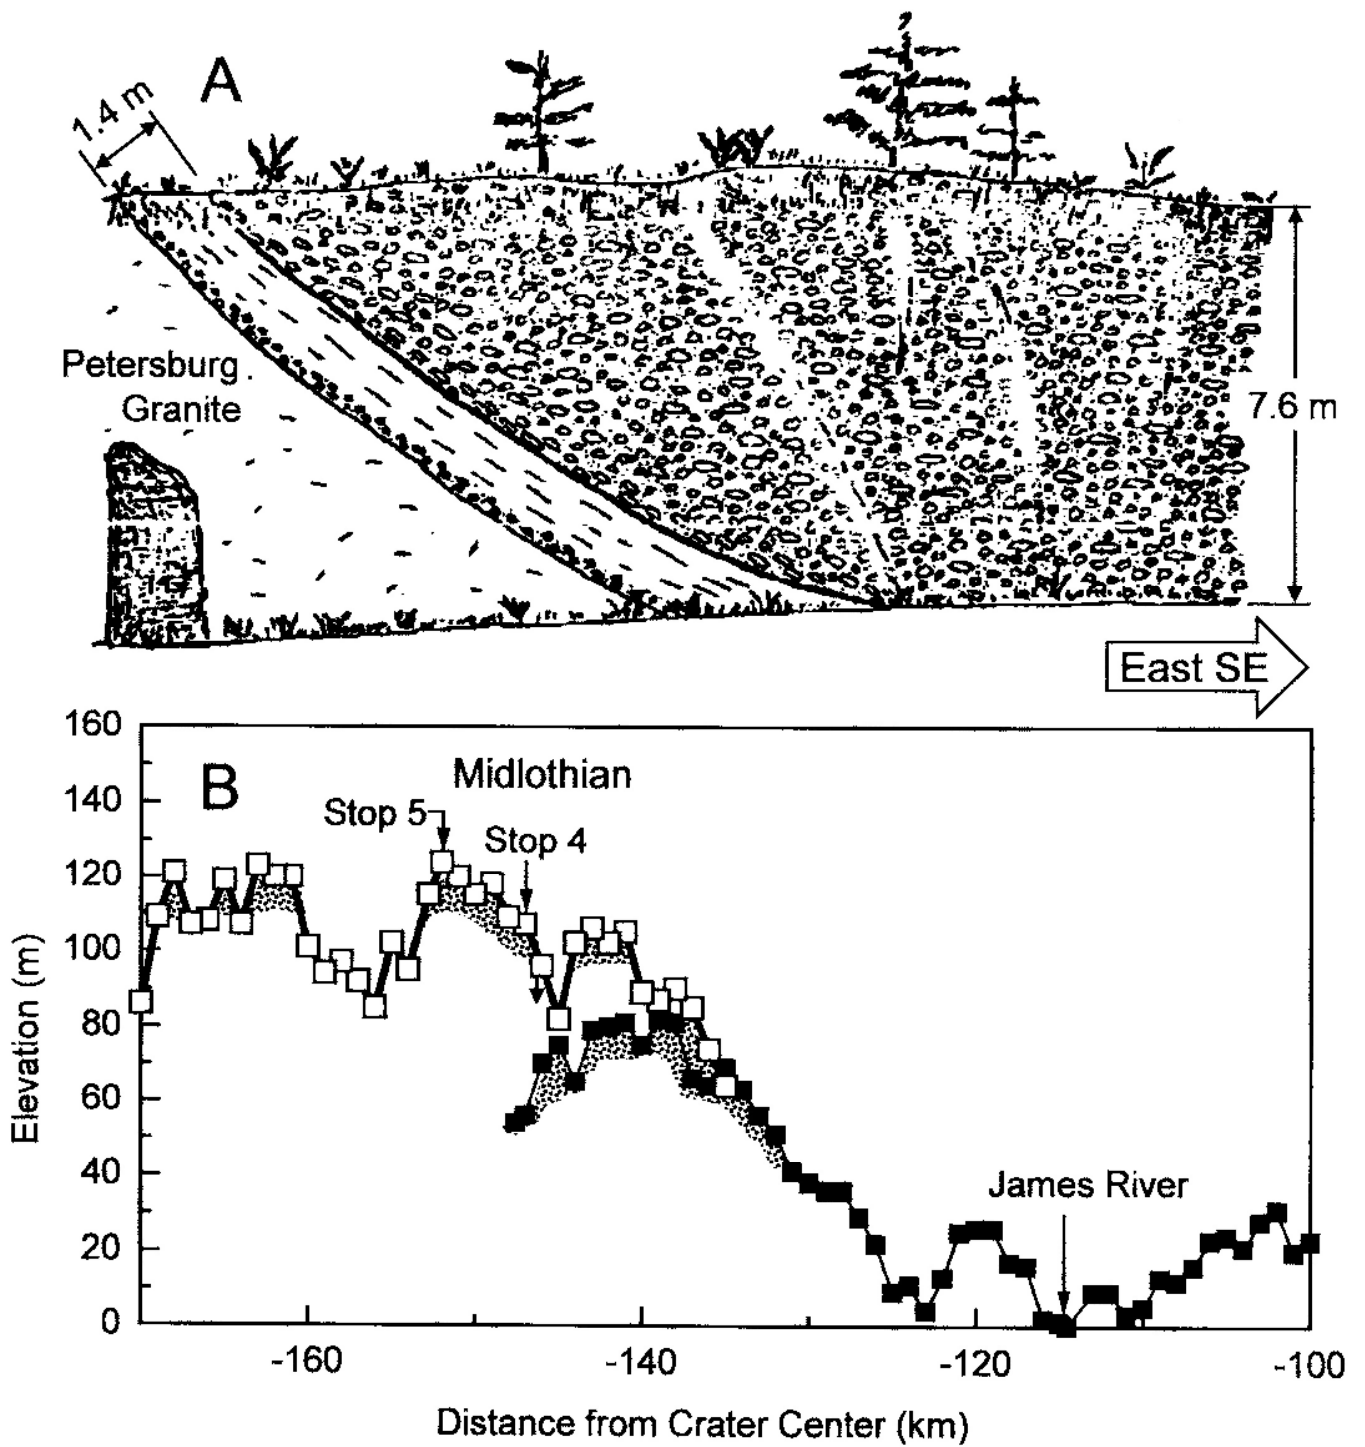 A
1.4 m
Petersburg
Granite
7.6 m
East SE
160
140
120
100
80
60
40
20
0
Elevation (m)
B
Midlothian
Stop 5
Stop 4
James River
-160
-140
-120
-100
Distance from Crater Center (km)